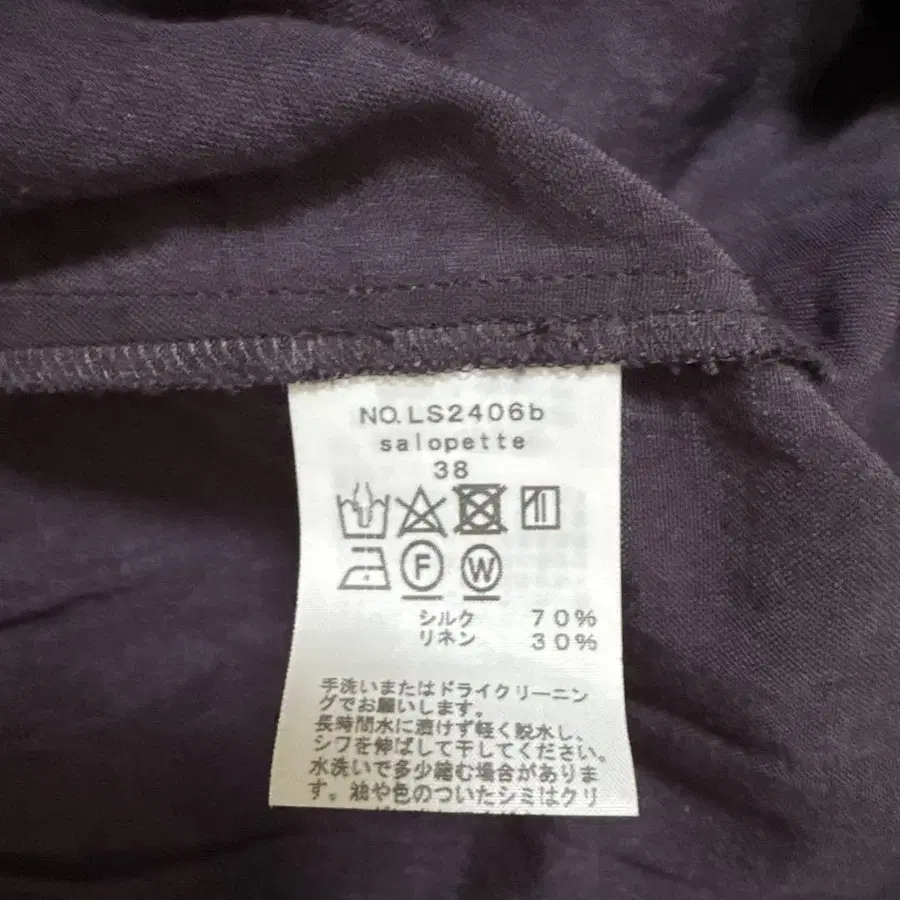 NO.LS2406b
salopette
38
F W
シルク 70%
リネン 30%
手洗いまたはドライクリーニン
グでお願いします。
長時間水に漬けず軽く脱水し、
シワを伸ばして干してください。
水洗いで多少縮む場合がありま
す。油や色のついたシミはクリ